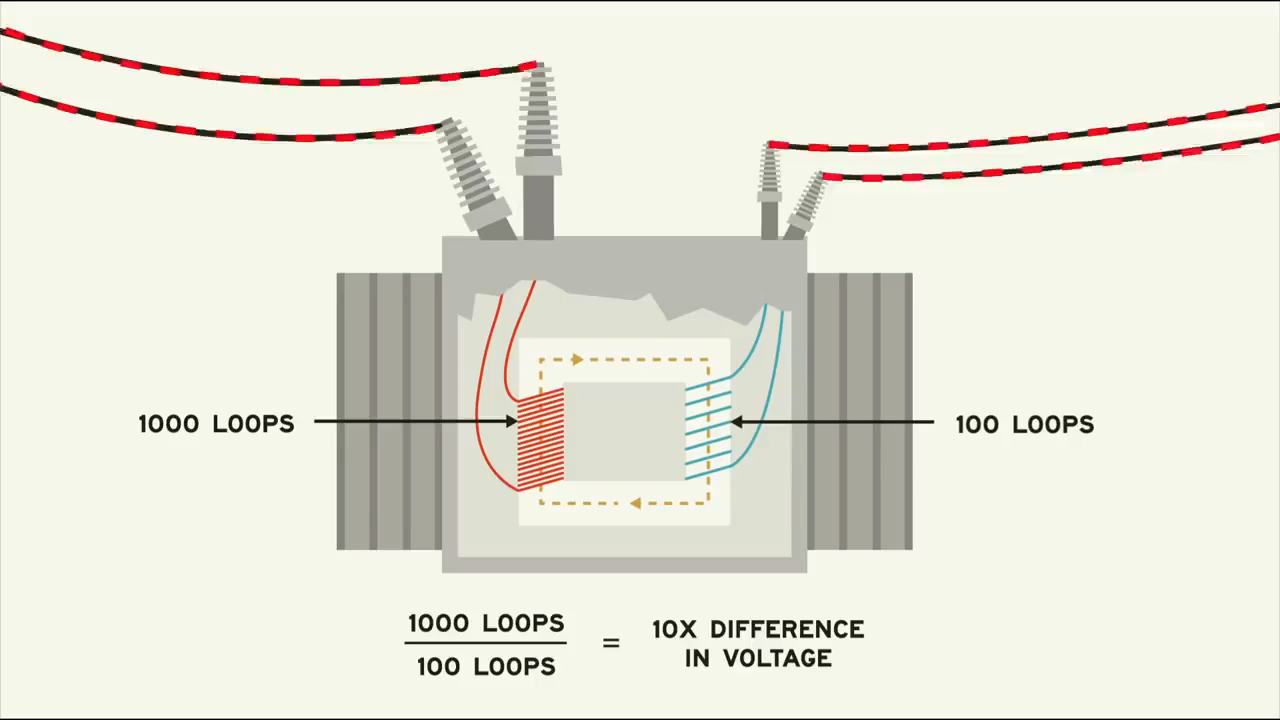 1000 LOOPS
100 LOOPS
1000 LOOPS
100 LOOPS
=
10X DIFFERENCE
IN VOLTAGE